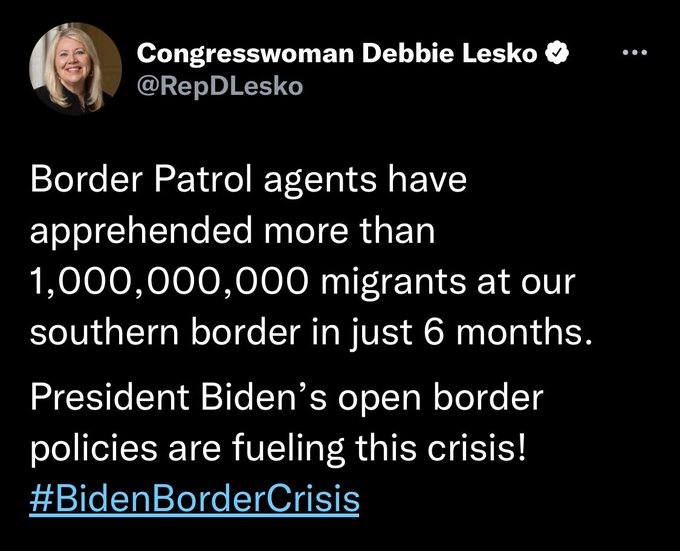 Congresswoman Debbie Lesko
@RepDLesko
Border Patrol agents have
apprehended more than
1,000,000,000 migrants at our
southern border in just 6 months.
President Biden’s open border
policies are fueling this crisis!
#BidenBorderCrisis